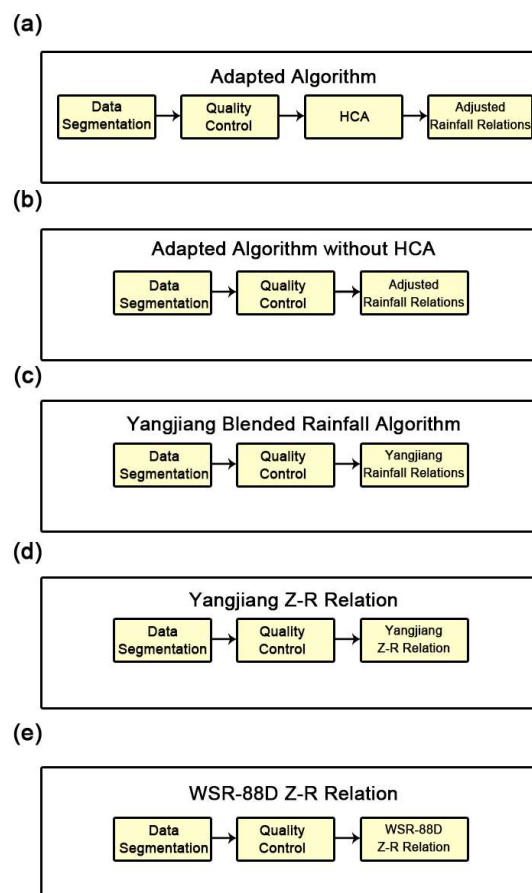 (a)
Adapted Algorithm
Data
Segmentation
Quality
Control
HCA
Adjusted
Rainfall Relations
(b)
Adapted Algorithm without HCA
Data
Segmentation
Quality
Control
Adjusted
Rainfall Relations
(c)
Yangjiang Blended Rainfall Algorithm
Data
Segmentation
Quality
Control
Yangjiang
Rainfall Relations
(d)
Yangjiang Z-R Relation
Data
Segmentation
Quality
Control
Yangjiang
Z-R Relation
(e)
WSR-88D Z-R Relation
Data
Segmentation
Quality
Control
WSR-88D
Z-R Relation